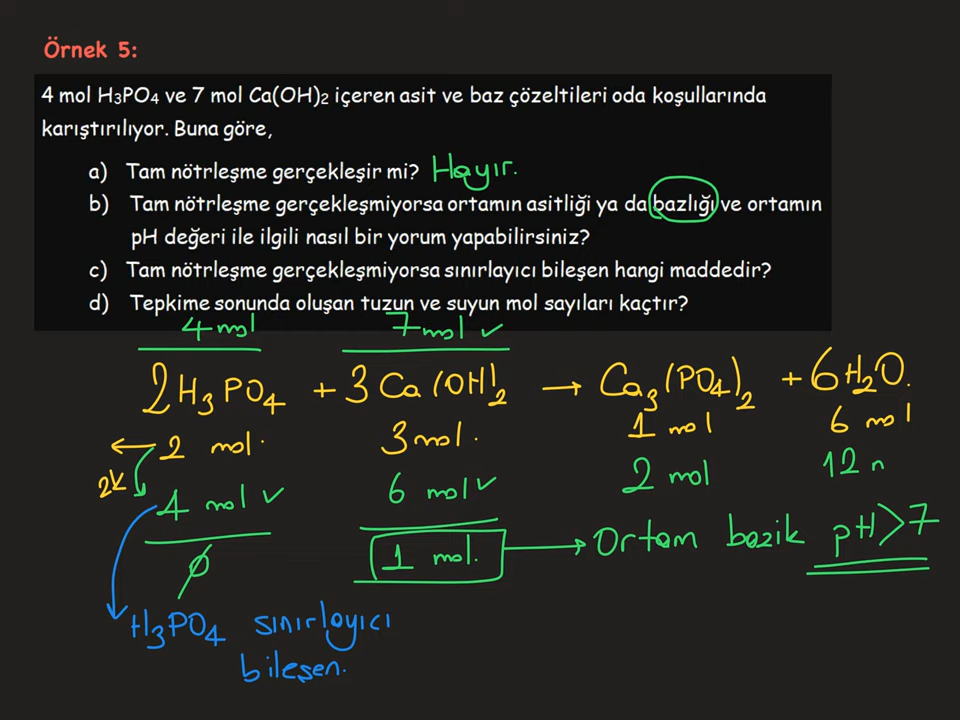 Örnek 5:
4 mol H₃PO₄ ve 7 mol Ca(OH)₂ içeren asit ve baz çözeltileri oda koşullarında
karıştırılıyor. Buna göre,
a) Tam nötrleşme gerçekleşir mi? Hayır.
b) Tam nötrleşme gerçekleşmiyorsa ortamın asitliği ya da bazlığı ve ortamın
pH değeri ile ilgili nasıl bir yorum yapabilirsiniz?
c) Tam nötrleşme gerçekleşmiyorsa sınırlayıcı bileşen hangi maddedir?
d) Tepkime sonunda oluşan tuzun ve suyun mol sayıları kaçtır?
4 mol 7 mol ✓
2H₃PO₄ + 3Ca(OH)₂ → Ca₃(PO₄)₂ + 6H₂O.
← 2 mol. 3 mol. 1 mol 6 mol
2K 4 mol ✓ 6 mol ✓ 2 mol 12 n
∅ 1 mol. → Ortam bazik pH > 7
H₃PO₄ sınırlayıcı
bileşen.